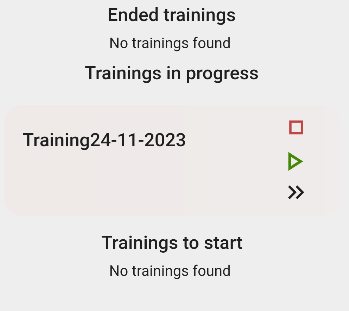 Ended trainings
No trainings found
Trainings in progress
Training24-11-2023
Trainings to start
No trainings found